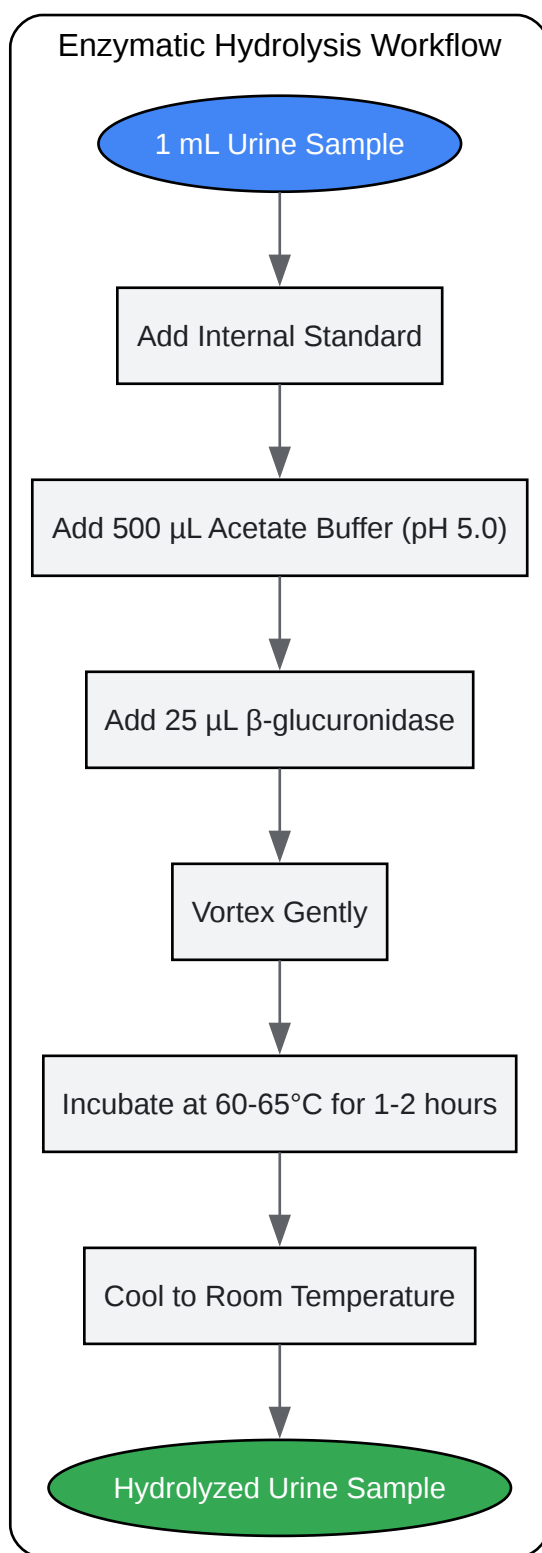 Enzymatic Hydrolysis Workflow
1 mL Urine Sample
Add Internal Standard
Add 500 µL Acetate Buffer (pH 5.0)
Add 25 µL β-glucuronidase
Vortex Gently
Incubate at 60-65°C for 1-2 hours
Cool to Room Temperature
Hydrolyzed Urine Sample